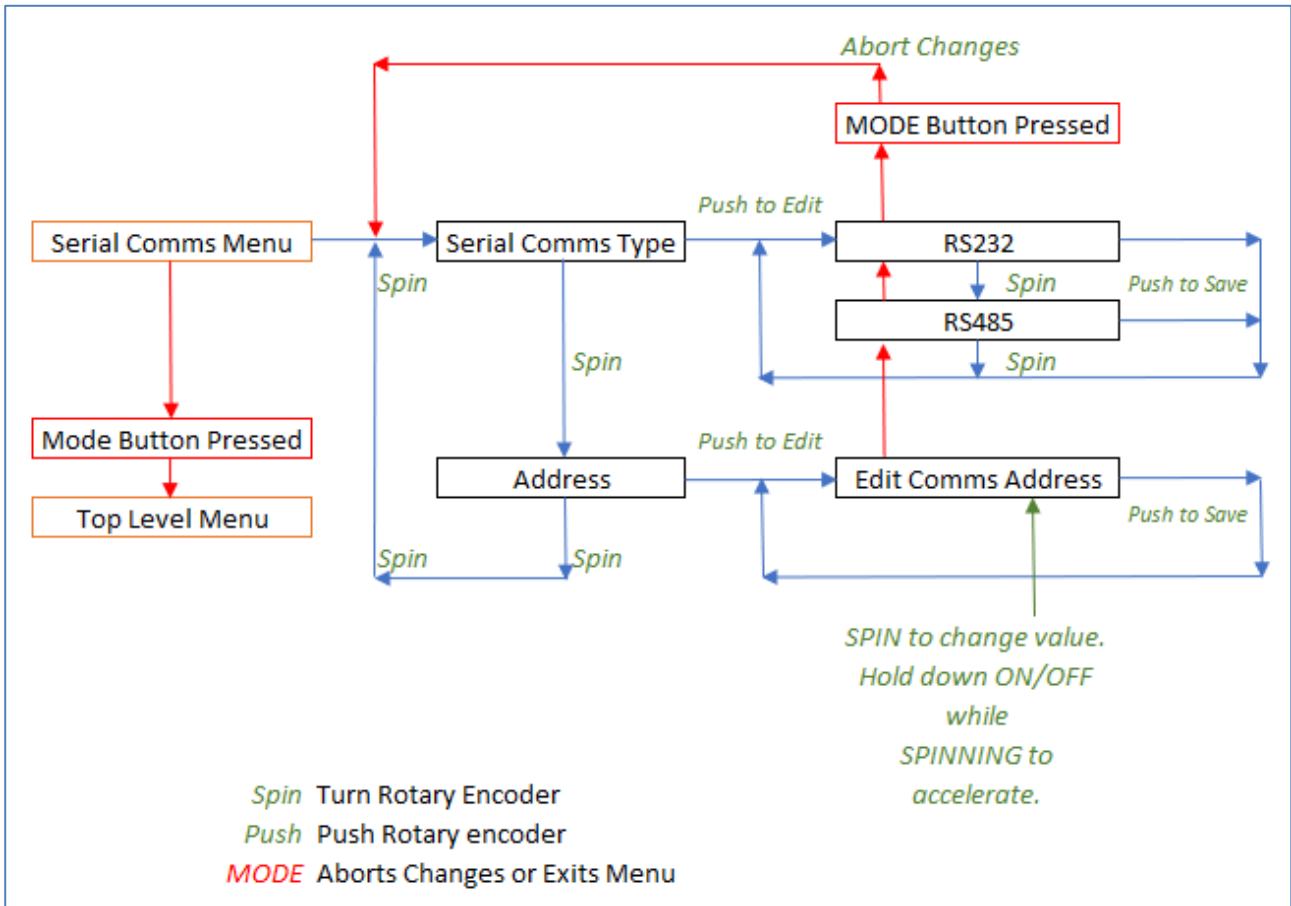 Abort Changes
MODE Button Pressed
Push to Edit
Serial Comms Menu
Serial Comms Type
RS232
Spin
Spin
Push to Save
RS485
Spin
Spin
Mode Button Pressed
Push to Edit
Address
Edit Comms Address
Top Level Menu
Push to Save
Spin
Spin
SPIN to change value.
Hold down ON/OFF
while
SPINNING to
accelerate.
Spin Turn Rotary Encoder
Push Push Rotary encoder
MODE Aborts Changes or Exits Menu